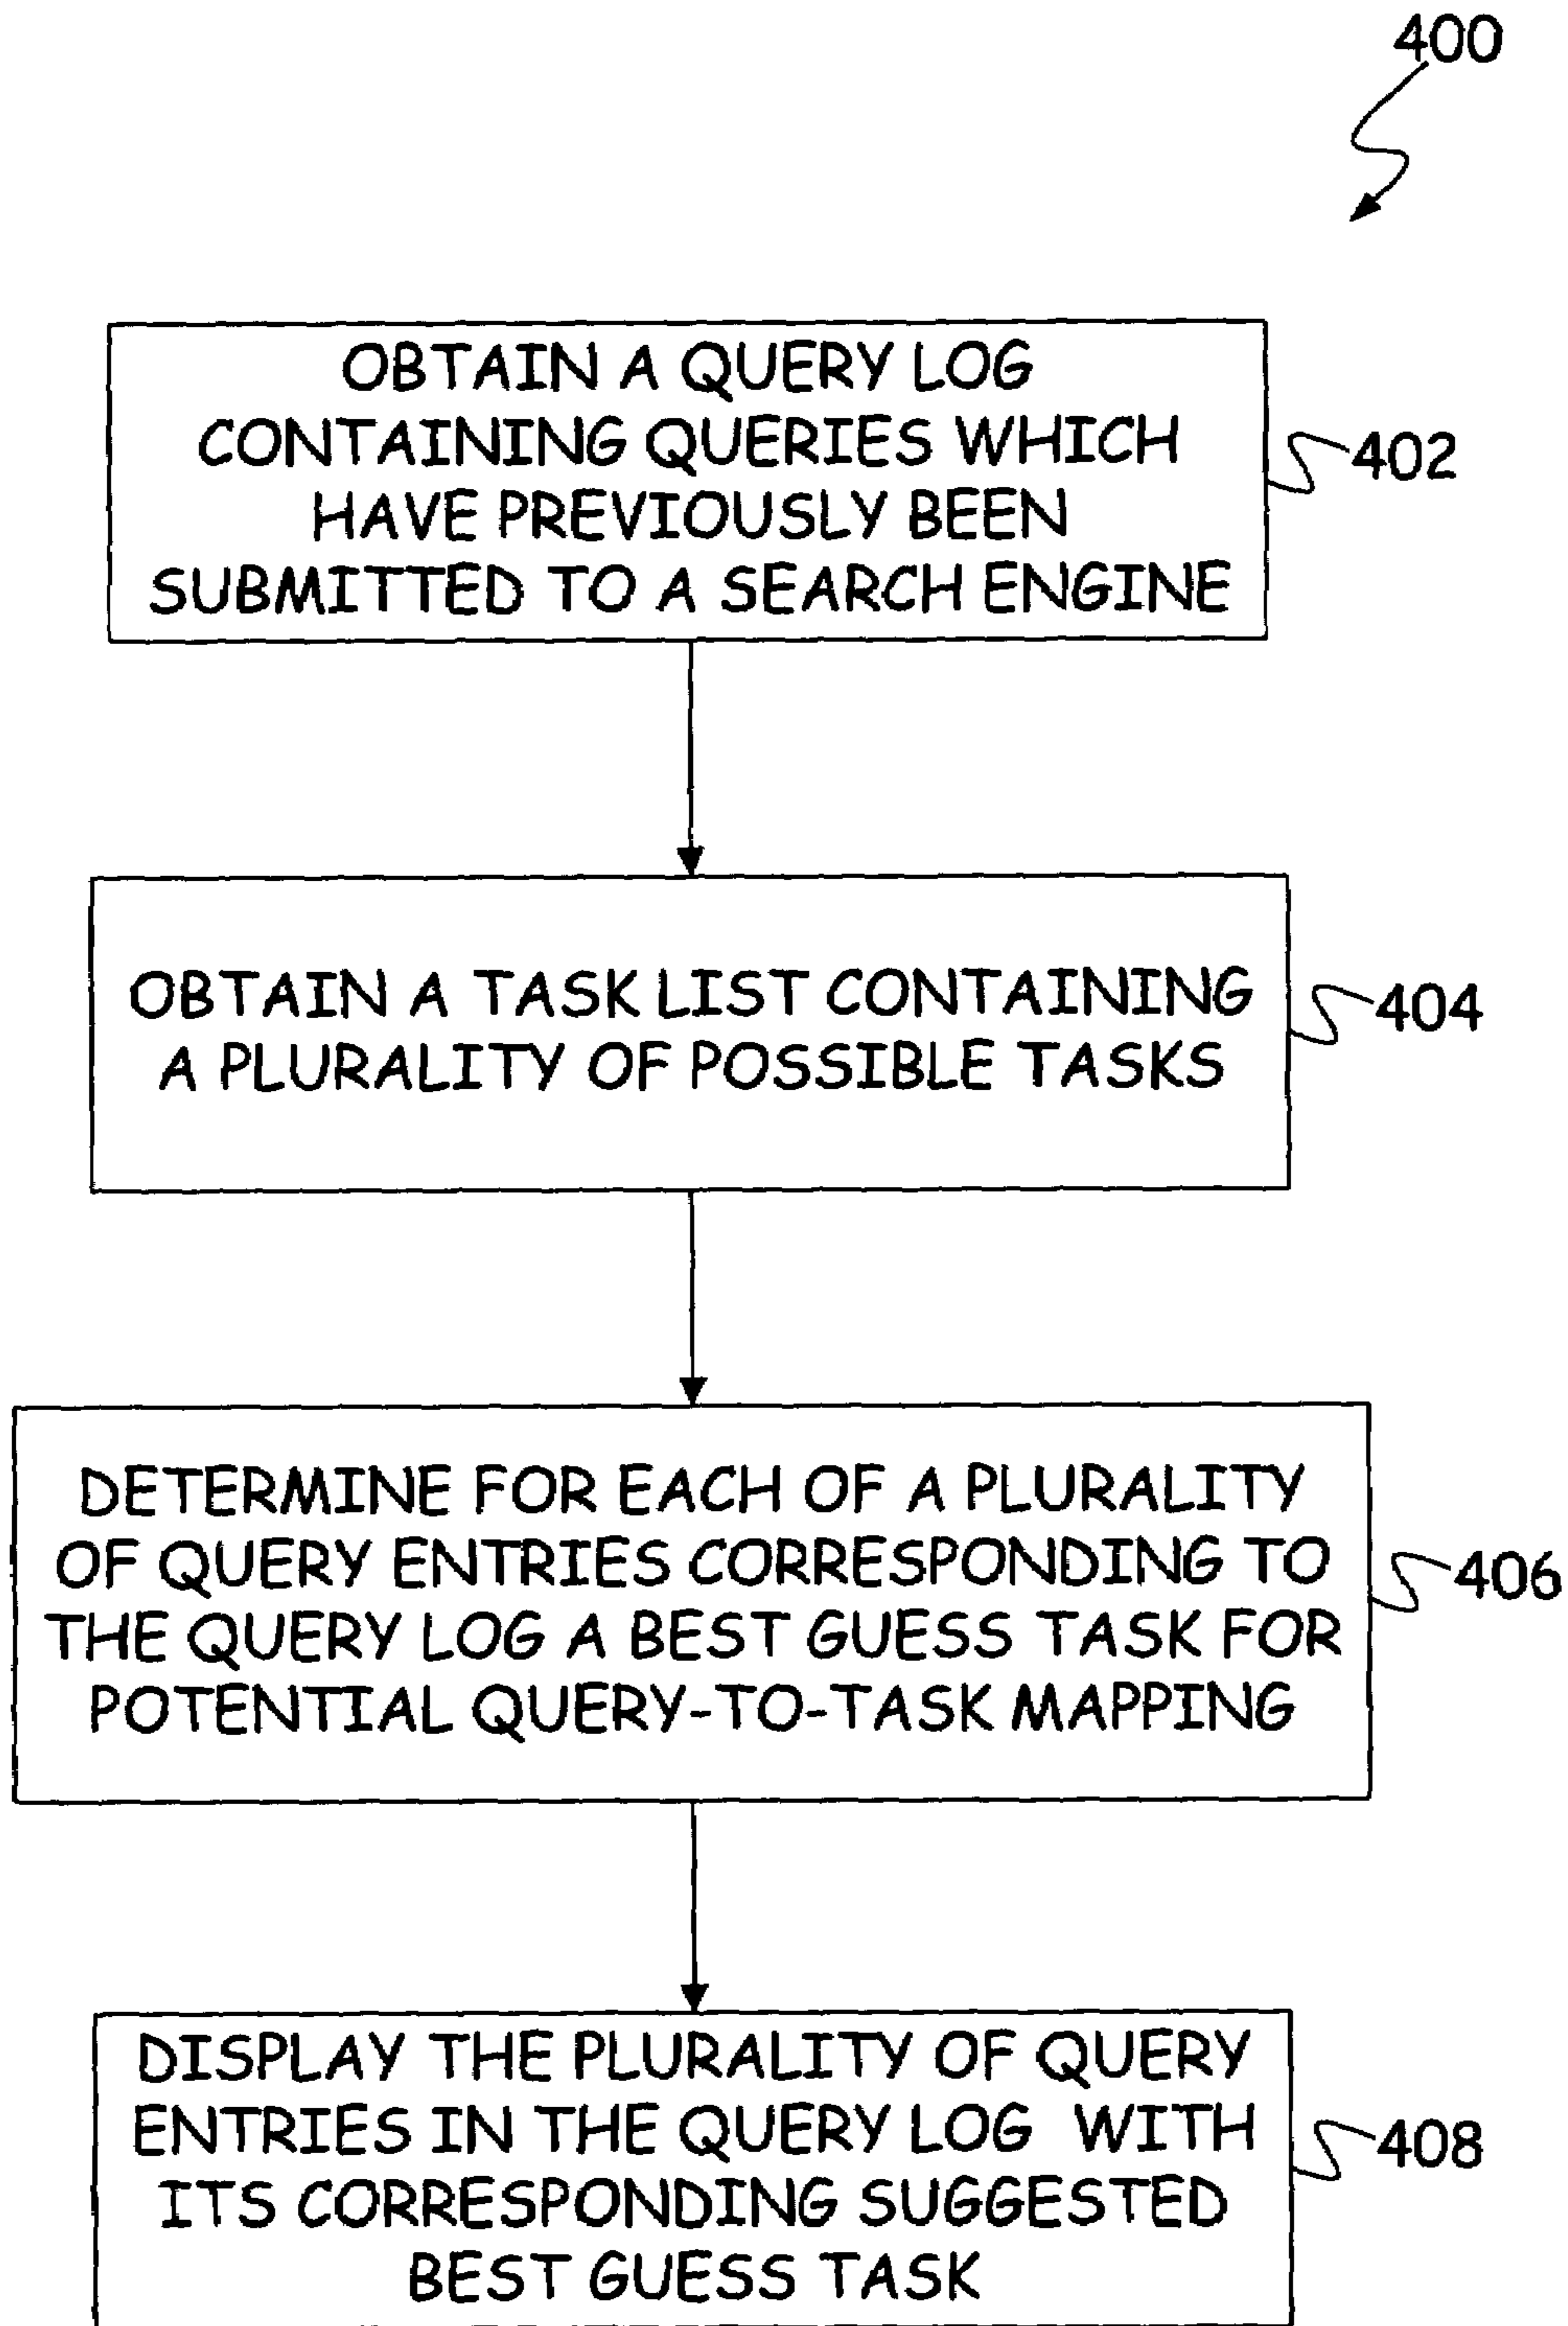 400
OBTAIN A QUERY LOG
CONTAINING QUERIES WHICH
HAVE PREVIOUSLY BEEN
SUBMITTED TO A SEARCH ENGINE
402
OBTAIN A TASK LIST CONTAINING
A PLURALITY OF POSSIBLE TASKS
404
DETERMINE FOR EACH OF A PLURALITY
OF QUERY ENTRIES CORRESPONDING TO
THE QUERY LOG A BEST GUESS TASK FOR
POTENTIAL QUERY-TO-TASK MAPPING
406
DISPLAY THE PLURALITY OF QUERY
ENTRIES IN THE QUERY LOG WITH
ITS CORRESPONDING SUGGESTED
BEST GUESS TASK
408